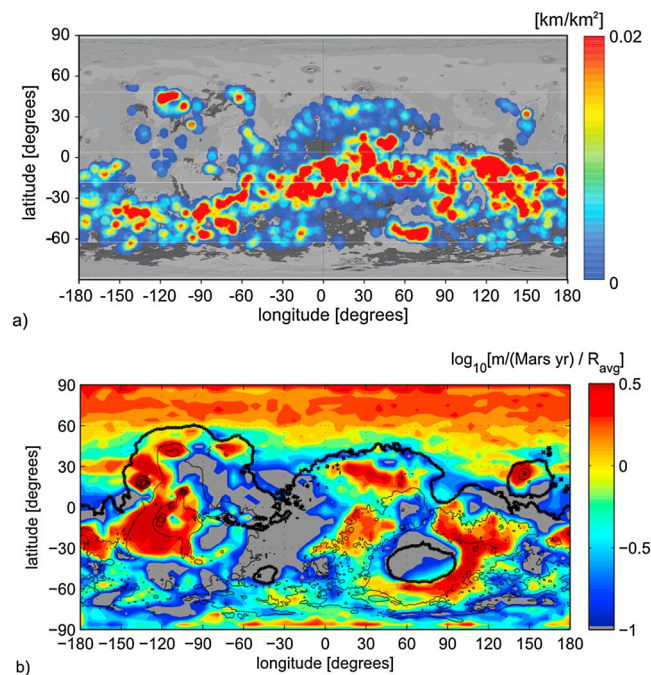 [km/km²]
0.02
90
60
30
0
-30
-60
latitude [degrees]
0
-180 -150 -120 -90 -60 -30 0 30 60 90 120 150 180
longitude [degrees]
a)
log10[m/(Mars yr) / Ravg]
90
60
30
0
−30
−60
−90
latitude [degrees]
0.5
0
−0.5
−1
−180 −150 −120 −90 −60 −30 0 30 60 90 120 150 180
longitude [degrees]
b)